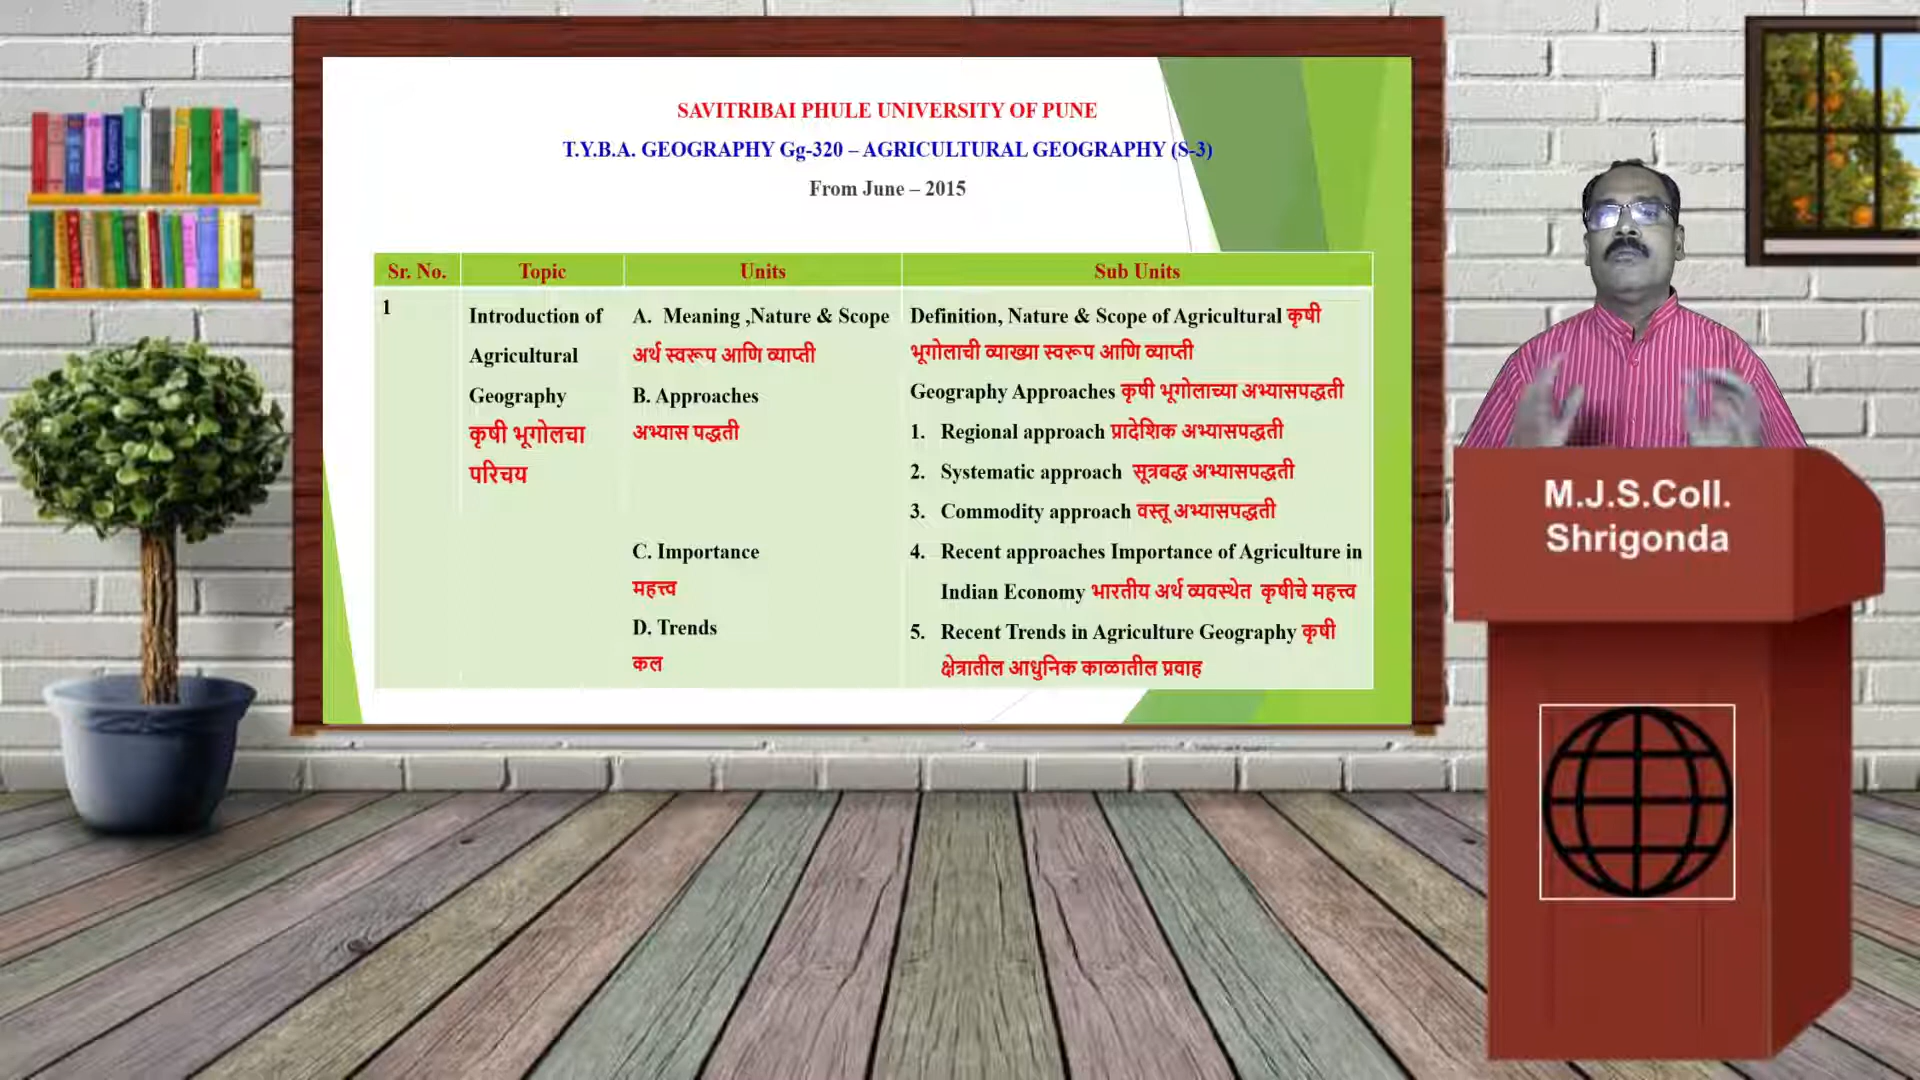 SAVITRIBAI PHULE UNIVERSITY OF PUNE
T.Y.B.A. GEOGRAPHY Gg-320 – AGRICULTURAL GEOGRAPHY (S-3)
From June – 2015
Sr. No. Topic Units Sub Units
1
Introduction of
Agricultural
Geography
कृषी भूगोलचा
परिचय
A. Meaning ,Nature & Scope
अर्थ स्वरूप आणि व्याप्ती
B. Approaches
अभ्यास पद्धती
C. Importance
महत्त्व
D. Trends
कल
Definition, Nature & Scope of Agricultural कृषी
भूगोलाची व्याख्या स्वरूप आणि व्याप्ती
Geography Approaches कृषी भूगोलाच्या अभ्यासपद्धती
1. Regional approach प्रादेशिक अभ्यासपद्धती
2. Systematic approach सूत्रबद्ध अभ्यासपद्धती
3. Commodity approach वस्तू अभ्यासपद्धती
4. Recent approaches Importance of Agriculture in
Indian Economy भारतीय अर्थ व्यवस्थेत कृषीचे महत्त्व
5. Recent Trends in Agriculture Geography कृषी
क्षेत्रातील आधुनिक काळातील प्रवाह
M.J.S.Coll.
Shrigonda